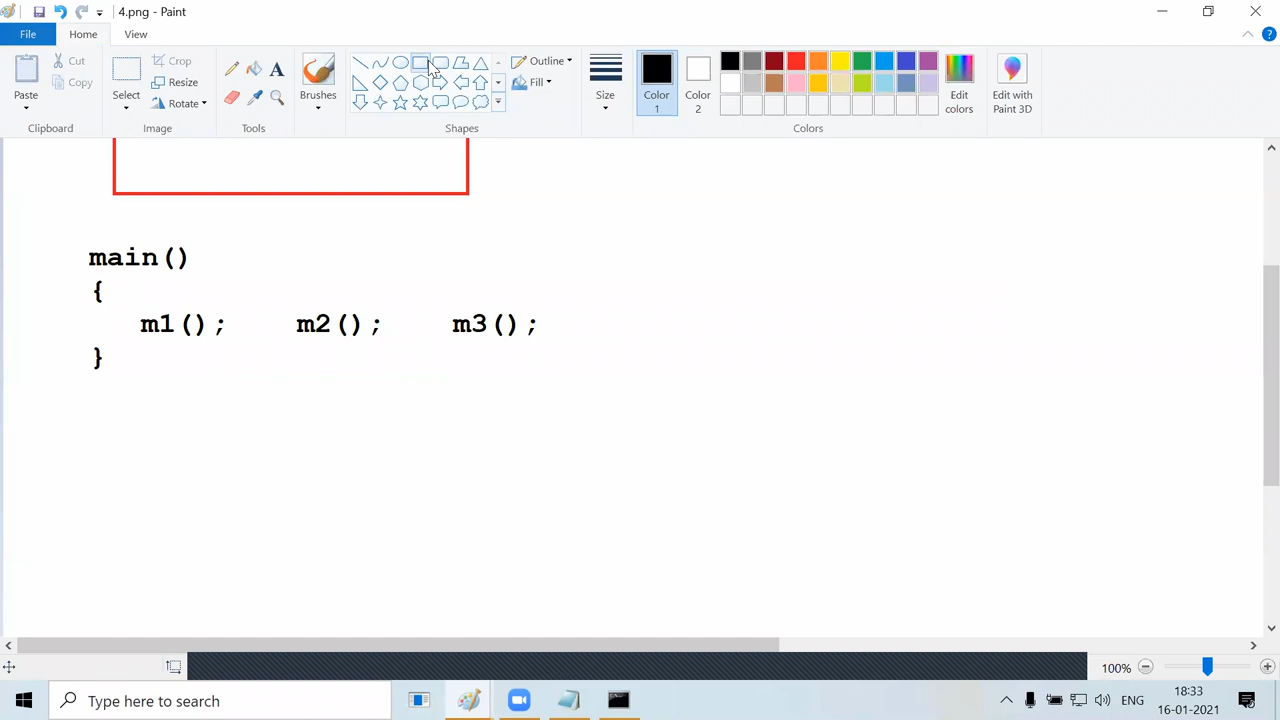 4.png - Paint
File Home View
Paste
Cut
Copy
Clipboard
Select
Crop
Resize
Rotate
Image
Tools
Brushes
Shapes
Outline
Fill
Size
Color 1
Color 2
Colors
Edit colors
Edit with Paint 3D
main()
{
m1(); m2(); m3();
}
100%
Type here to search
ENG
18:33
16-01-2021